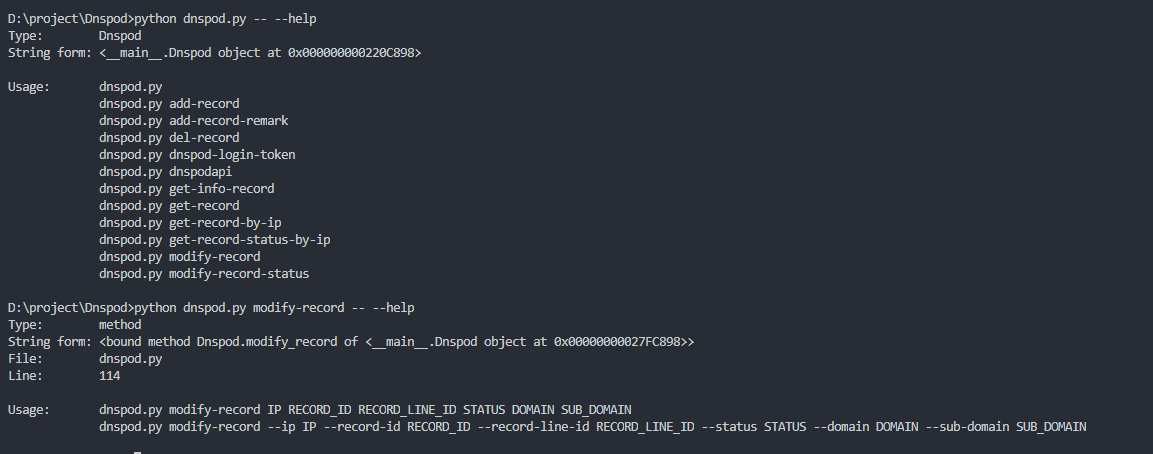 D:\project\Dnspod>python dnspod.py -- --help
Type:        Dnspod
String form: <__main__.Dnspod object at 0x000000000220C898>

Usage:       dnspod.py
             dnspod.py add-record
             dnspod.py add-record-remark
             dnspod.py del-record
             dnspod.py dnspod-login-token
             dnspod.py dnspodapi
             dnspod.py get-info-record
             dnspod.py get-record
             dnspod.py get-record-by-ip
             dnspod.py get-record-status-by-ip
             dnspod.py modify-record
             dnspod.py modify-record-status

D:\project\Dnspod>python dnspod.py modify-record -- --help
Type:        method
String form: <bound method Dnspod.modify_record of <__main__.Dnspod object at 0x00000000027FC898>>
File:        dnspod.py
Line:        114

Usage:       dnspod.py modify-record IP RECORD_ID RECORD_LINE_ID STATUS DOMAIN SUB_DOMAIN
             dnspod.py modify-record --ip IP --record-id RECORD_ID --record-line-id RECORD_LINE_ID --status STATUS --domain DOMAIN --sub-domain SUB_DOMAIN